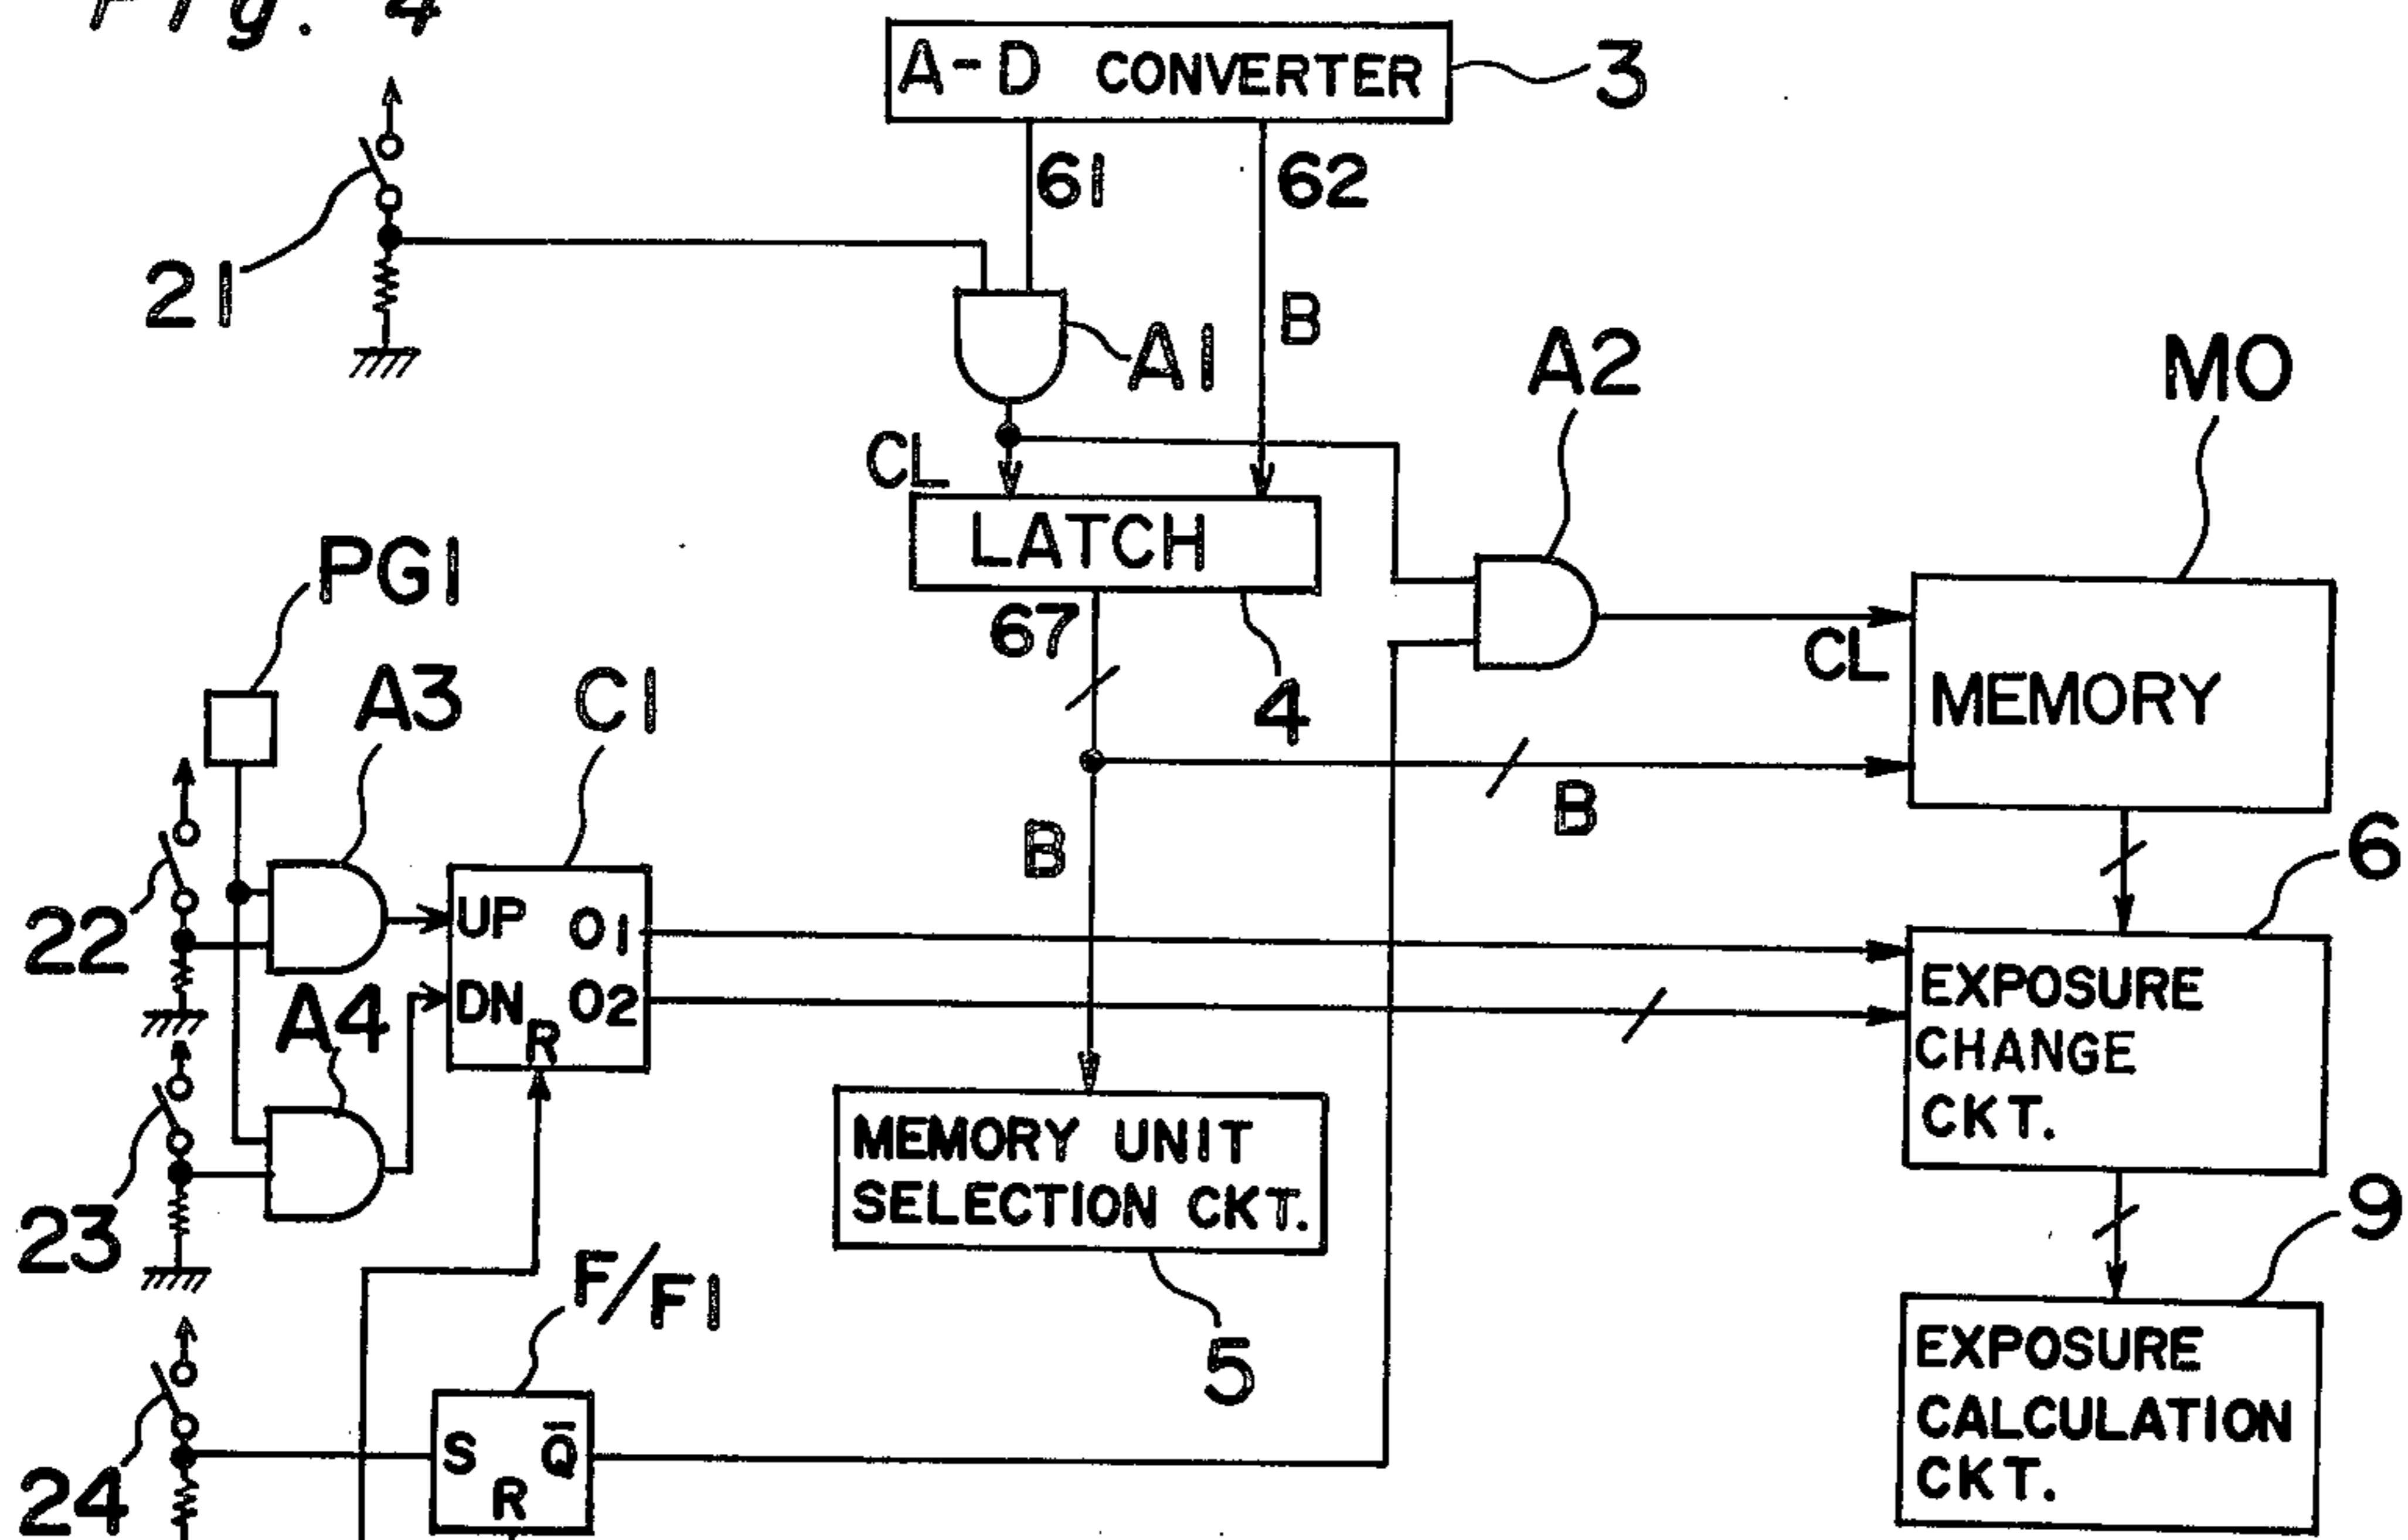 Fig. 4
A-D CONVERTER
3
61
62
21
B
A1
A2
MO
CL
LATCH
PG1
67
4
CL
MEMORY
A3
C1
B
B
6
22
UP
O1
DN
O2
R
EXPOSURE
CHANGE
CKT.
A4
23
MEMORY UNIT
SELECTION CKT.
9
F/F1
5
EXPOSURE
CALCULATION
CKT.
24
S
Q̅
R